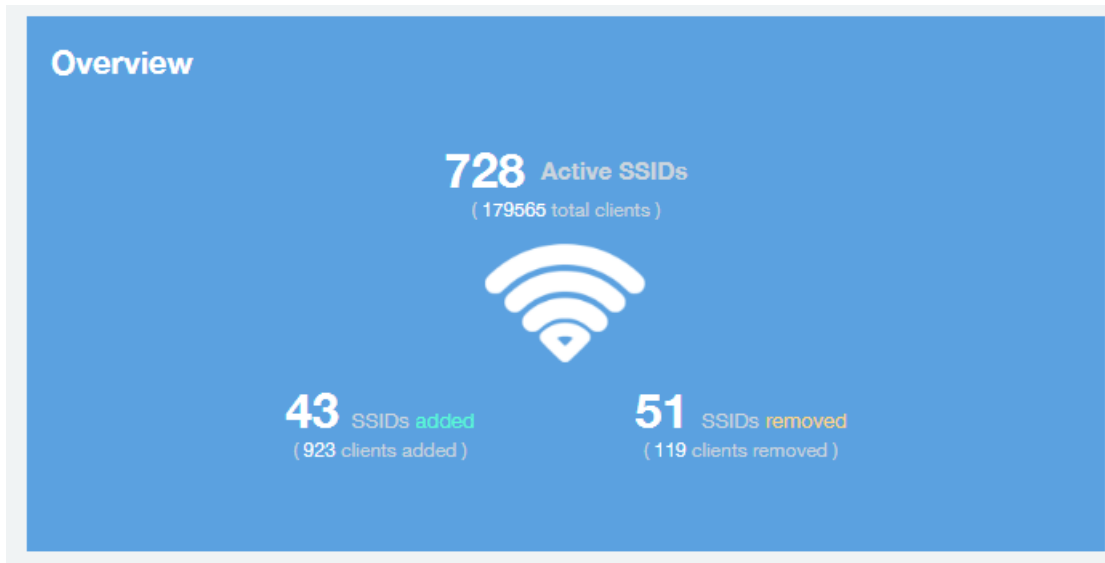 Overview
728 Active SSIDs
( 179565 total clients )
43 SSIDs added
( 923 clients added )
51 SSIDs removed
( 119 clients removed )